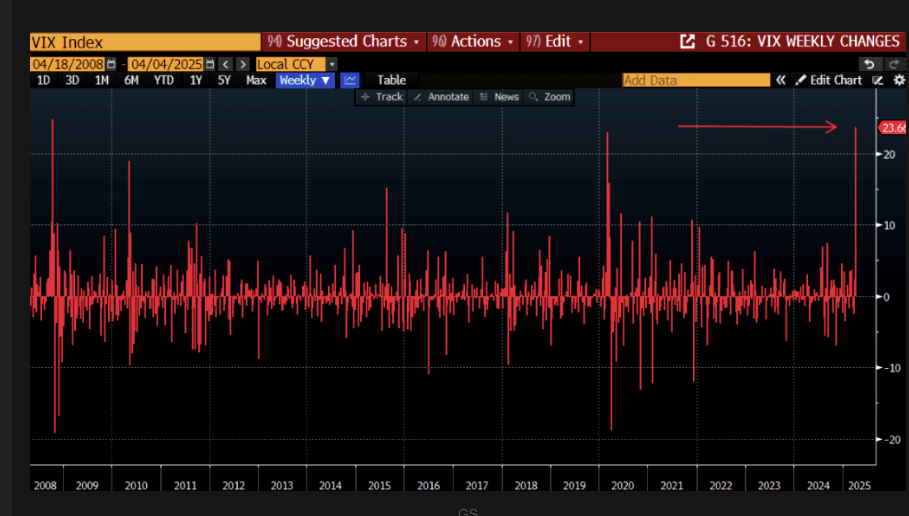 VIX Index 94) Suggested Charts 96) Actions 97) Edit G 516: VIX WEEKLY CHANGES
04/18/2008 - 04/04/2025 < > Local CCY
1D 3D 1M 6M YTD 1Y 5Y Max Weekly ▼ Table Add Data « Edit Chart
Track Annotate News Zoom
23.66
20
10
0
-10
-20
2008 2009 2010 2011 2012 2013 2014 2015 2016 2017 2018 2019 2020 2021 2022 2023 2024 2025
GS